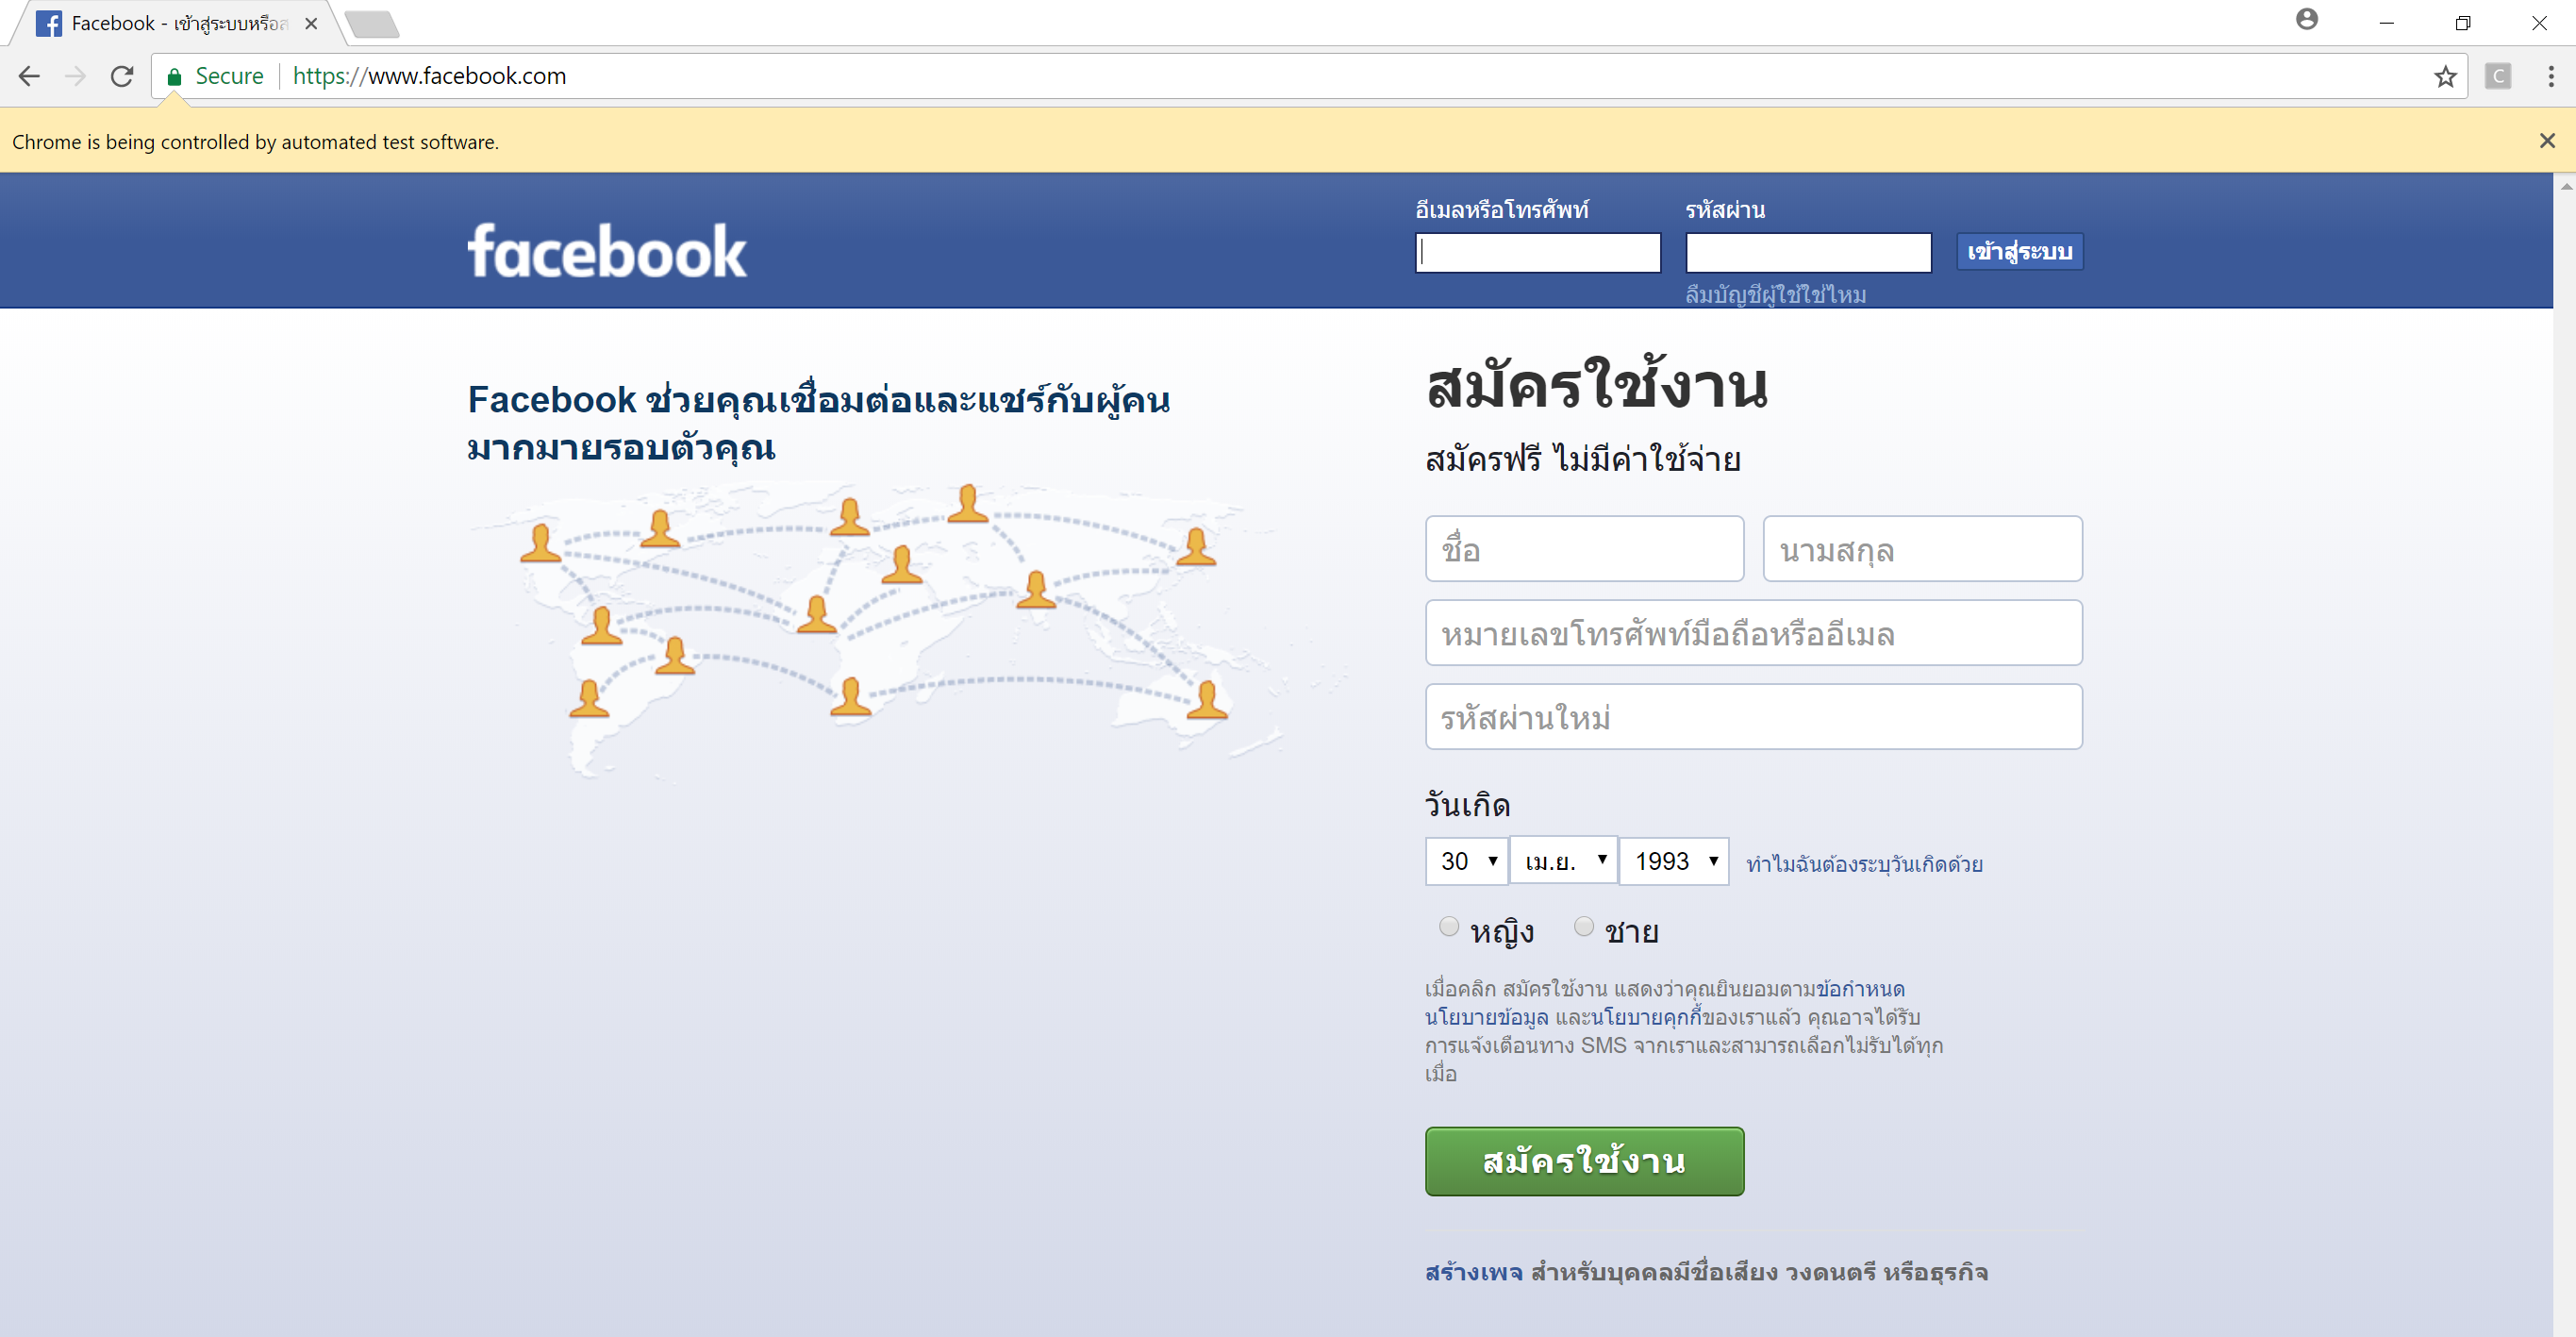 Facebook - เข้าสู่ระบบหรือส
Secure
https://www.facebook.com
C
Chrome is being controlled by automated test software.
facebook
อีเมลหรือโทรศัพท์
รหัสผ่าน
เข้าสู่ระบบ
ลืมบัญชีผู้ใช้ใช่ไหม
Facebook ช่วยคุณเชื่อมต่อและแชร์กับผู้คน
มากมายรอบตัวคุณ
สมัครใช้งาน
สมัครฟรี ไม่มีค่าใช้จ่าย
ชื่อ
นามสกุล
หมายเลขโทรศัพท์มือถือหรืออีเมล
รหัสผ่านใหม่
วันเกิด
30 เม.ย. 1993 ทำไมฉันต้องระบุวันเกิดด้วย
หญิง ชาย
เมื่อคลิก สมัครใช้งาน แสดงว่าคุณยินยอมตามข้อกำหนด
นโยบายข้อมูล และนโยบายคุกกี้ของเราแล้ว คุณอาจได้รับ
การแจ้งเตือนทาง SMS จากเราและสามารถเลือกไม่รับได้ทุก
เมื่อ
สมัครใช้งาน
สร้างเพจ สำหรับบุคคลมีชื่อเสียง วงดนตรี หรือธุรกิจ